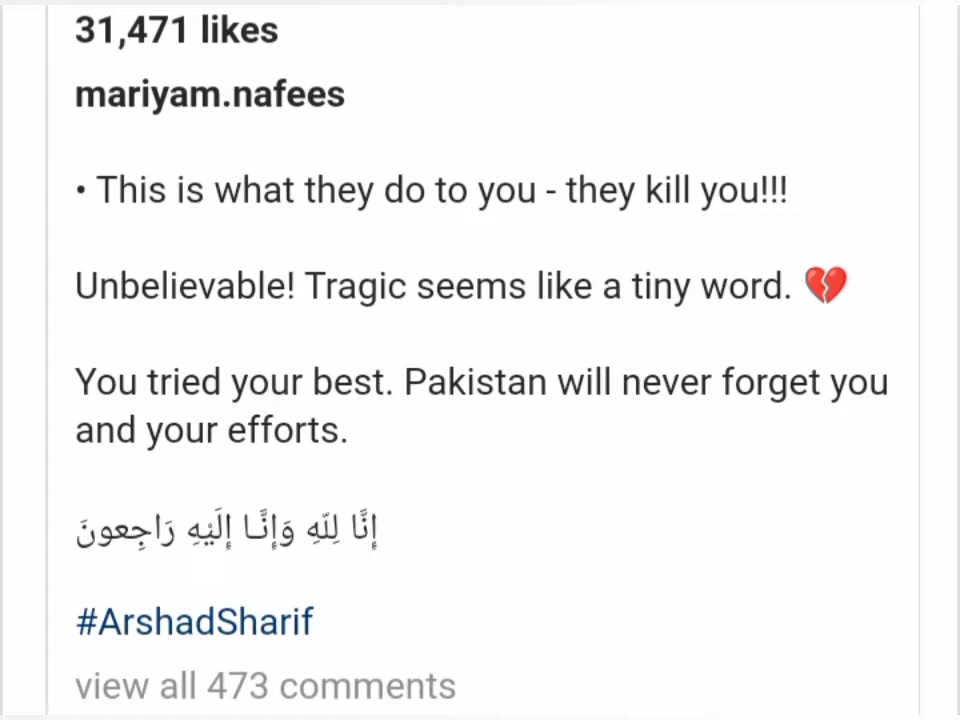 31,471 likes
mariyam.nafees
• This is what they do to you - they kill you!!!
Unbelievable! Tragic seems like a tiny word. 💔
You tried your best. Pakistan will never forget you
and your efforts.
إِنَّا لِلّهِ وَإِنَّـا إِلَيْهِ رَاجِعونَ
#ArshadSharif
view all 473 comments